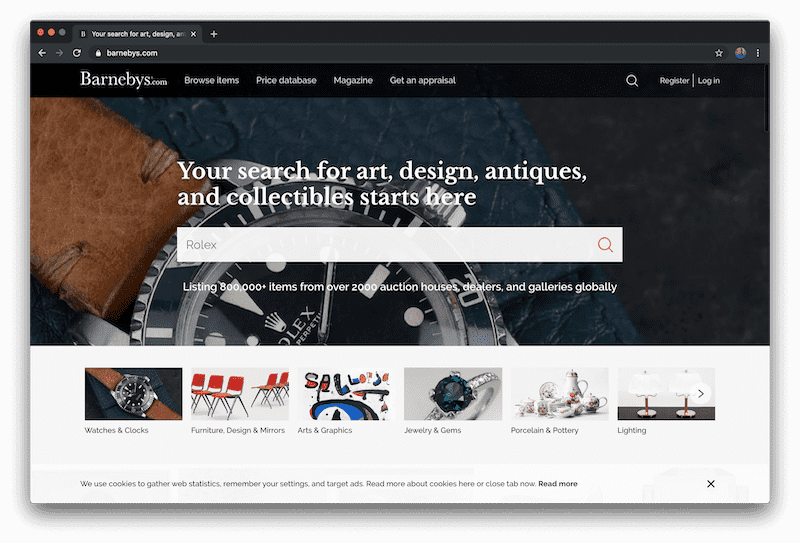 B Your search for art, design, an
barnebys.com
Barnebys.com Browse items Price database Magazine Get an appraisal Register Log in
Your search for art, design, antiques,
and collectibles starts here
Rolex
Listing 800,000+ items from over 2000 auction houses, dealers, and galleries globally
20
ROLEX
PERPETUAL
Watches & Clocks Furniture, Design & Mirrors Arts & Graphics Jewelry & Gems Porcelain & Pottery Lighting
We use cookies to gather web statistics, remember your settings, and target ads. Read more about cookies here or close tab now. Read more